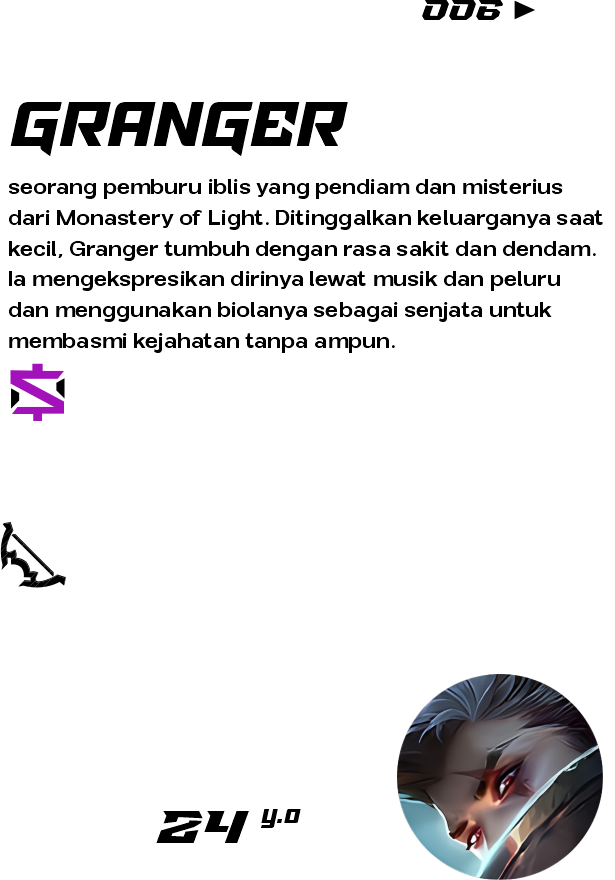 006 ►
GRANGER
seorang pemburu iblis yang pendiam dan misterius
dari Monastery of Light. Ditinggalkan keluarganya saat
kecil, Granger tumbuh dengan rasa sakit dan dendam.
Ia mengekspresikan dirinya lewat musik dan peluru
dan menggunakan biolanya sebagai senjata untuk
membasmi kejahatan tanpa ampun.
24 y.o